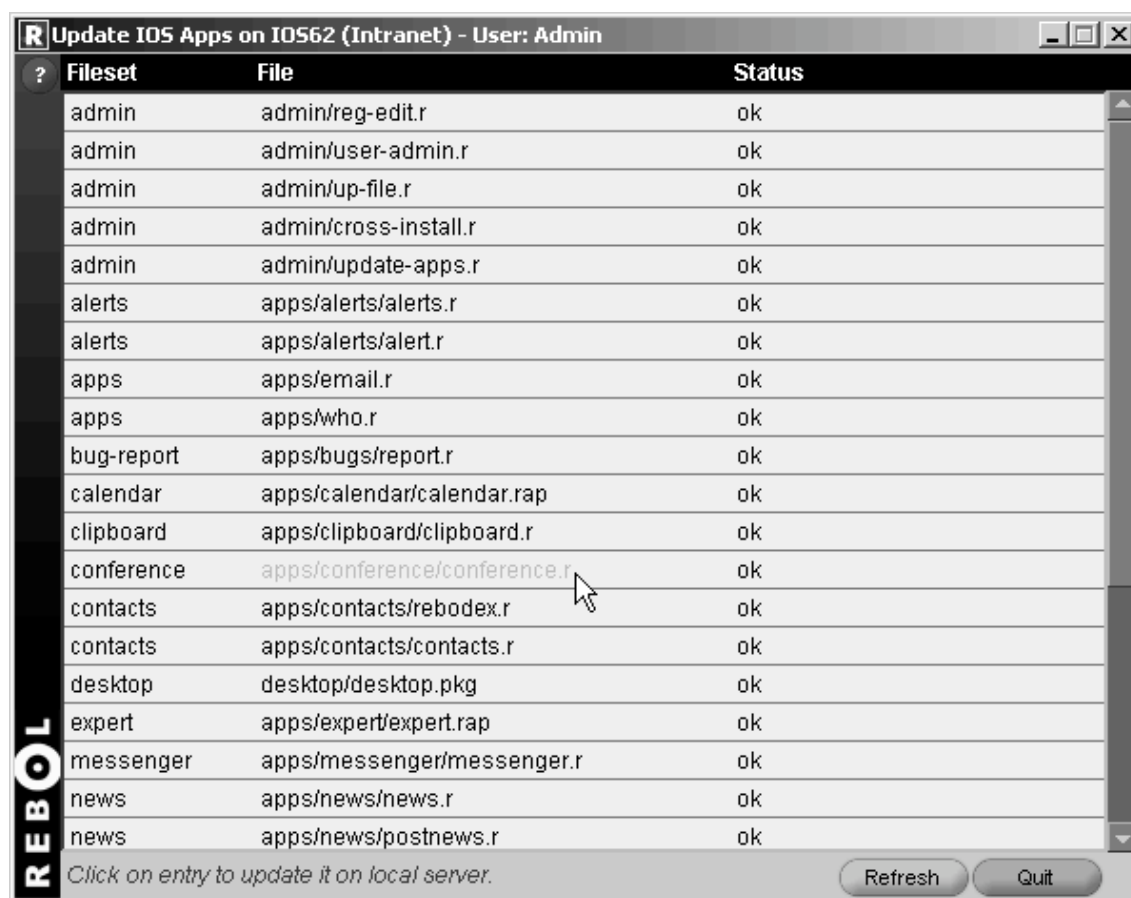 R Update IOS Apps on IOS62 (Intranet) - User: Admin
? Fileset File Status
admin admin/reg-edit.r ok
admin admin/user-admin.r ok
admin admin/up-file.r ok
admin admin/cross-install.r ok
admin admin/update-apps.r ok
alerts apps/alerts/alerts.r ok
alerts apps/alerts/alert.r ok
apps apps/email.r ok
apps apps/who.r ok
bug-report apps/bugs/report.r ok
calendar apps/calendar/calendar.rap ok
clipboard apps/clipboard/clipboard.r ok
conference apps/conference/conference.r ok
contacts apps/contacts/rebodex.r ok
contacts apps/contacts/contacts.r ok
desktop desktop/desktop.pkg ok
expert apps/expert/expert.rap ok
messenger apps/messenger/messenger.r ok
news apps/news/news.r ok
news apps/news/postnews.r ok
REBOL
Click on entry to update it on local server. Refresh Quit